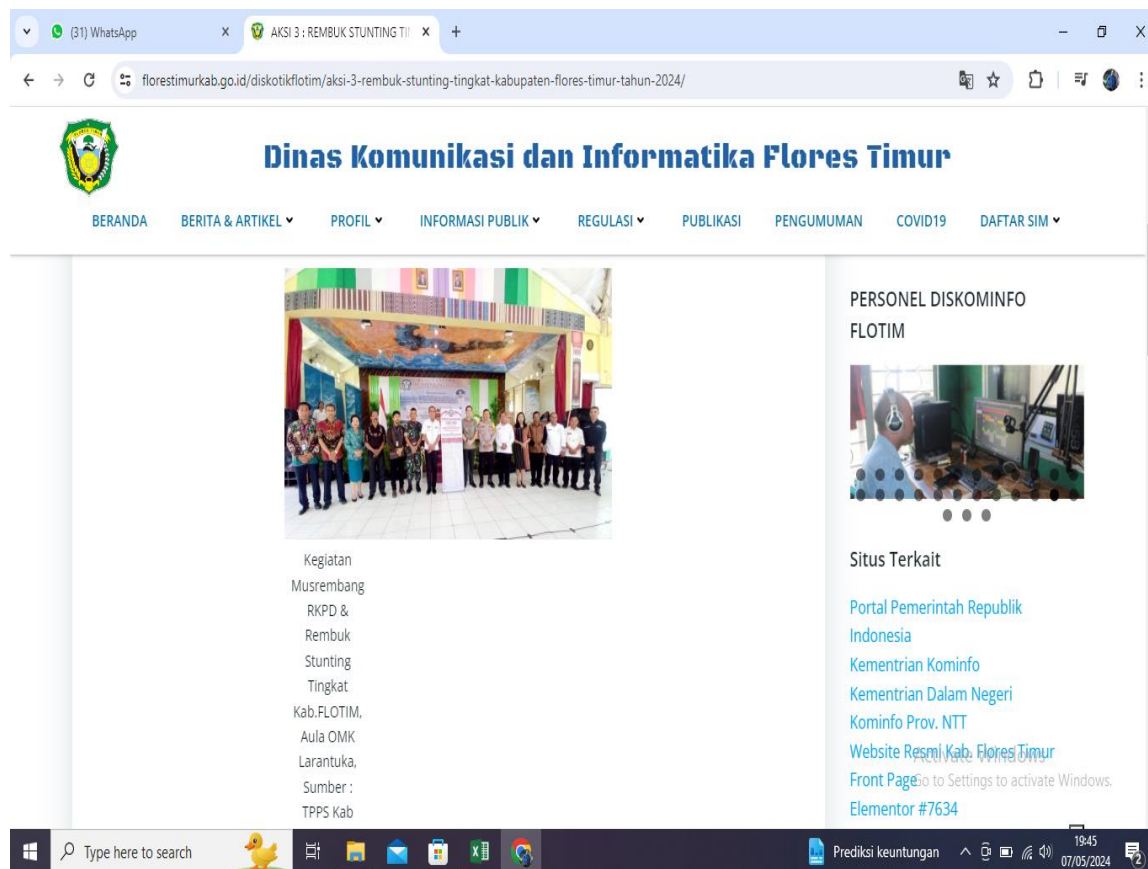 (31) WhatsApp
AKSI 3 : REMBUK STUNTING TI
florestimurkab.go.id/diskotikflotim/aksi-3-rembuk-stunting-tingkat-kabupaten-flores-timur-tahun-2024/
Dinas Komunikasi dan Informatika Flores Timur
BERANDA BERITA & ARTIKEL PROFIL INFORMASI PUBLIK REGULASI PUBLIKASI PENGUMUMAN COVID19 DAFTAR SIM
Kegiatan
Musrembang
RKPD &
Rembuk
Stunting
Tingkat
Kab.FLOTIM,
Aula OMK
Larantuka,
Sumber :
TPPS Kab
PERSONEL DISKOMINFO
FLOTIM
Situs Terkait
Portal Pemerintah Republik
Indonesia
Kementrian Kominfo
Kementrian Dalam Negeri
Kominfo Prov. NTT
Website Resmi Kab. Flores Timur
Front Page
Elementor #7634
Activate Windows
Go to Settings to activate Windows.
Type here to search
Prediksi keuntungan
19:45
07/05/2024
2